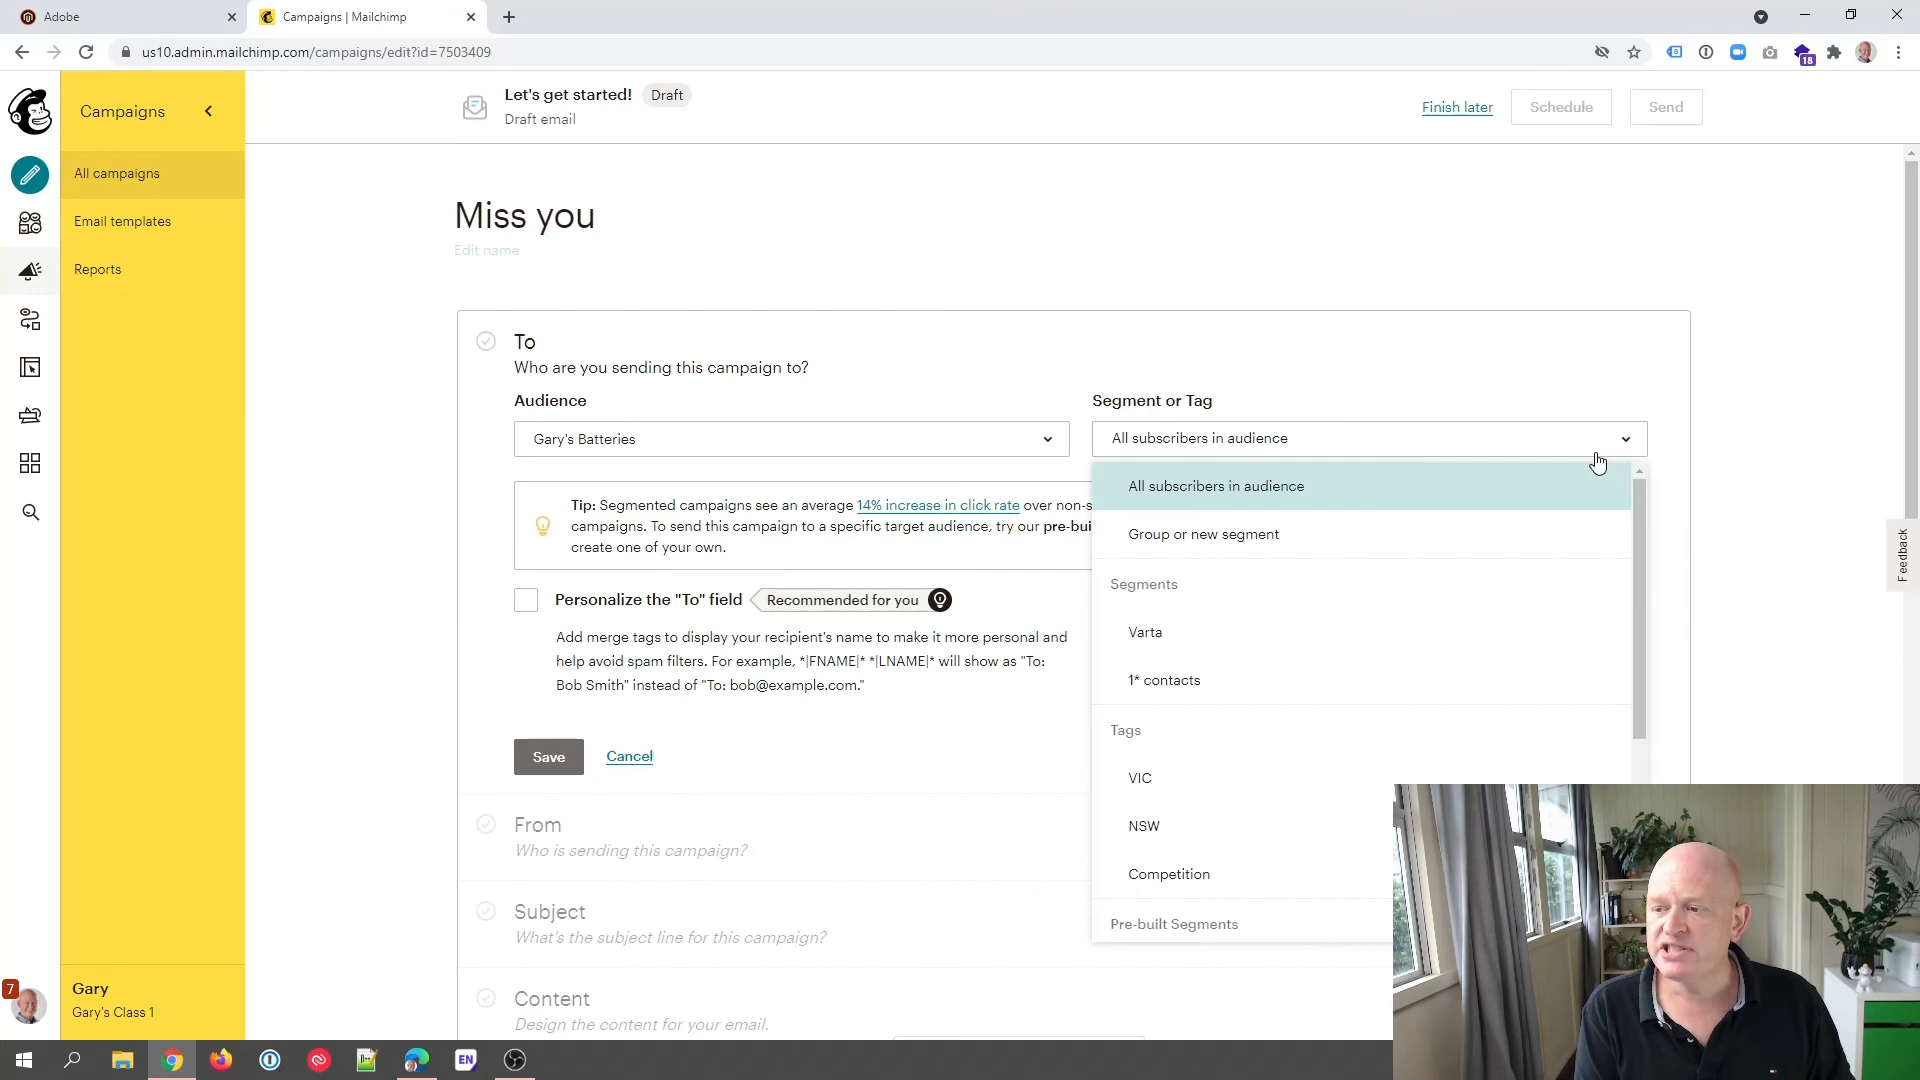 Adobe
Campaigns | Mailchimp
us10.admin.mailchimp.com/campaigns/edit?id=7503409
18
Campaigns
All campaigns
Email templates
Reports
Let's get started!
Draft
Draft email
Finish later
Schedule
Send
Miss you
Edit name
To
Who are you sending this campaign to?
Audience
Gary's Batteries
Segment or Tag
All subscribers in audience
All subscribers in audience
Group or new segment
Segments
Varta
1* contacts
Tags
VIC
NSW
Competition
Pre-built Segments
Tip: Segmented campaigns see an average 14% increase in click rate over non-s
campaigns. To send this campaign to a specific target audience, try our pre-bui
create one of your own.
Personalize the "To" field
Recommended for you
Add merge tags to display your recipient's name to make it more personal and
help avoid spam filters. For example, *|FNAME|* *|LNAME|* will show as "To:
Bob Smith" instead of "To: bob@example.com."
Save
Cancel
From
Who is sending this campaign?
Subject
What's the subject line for this campaign?
Content
Design the content for your email.
Feedback
7
Gary
Gary's Class 1
EN